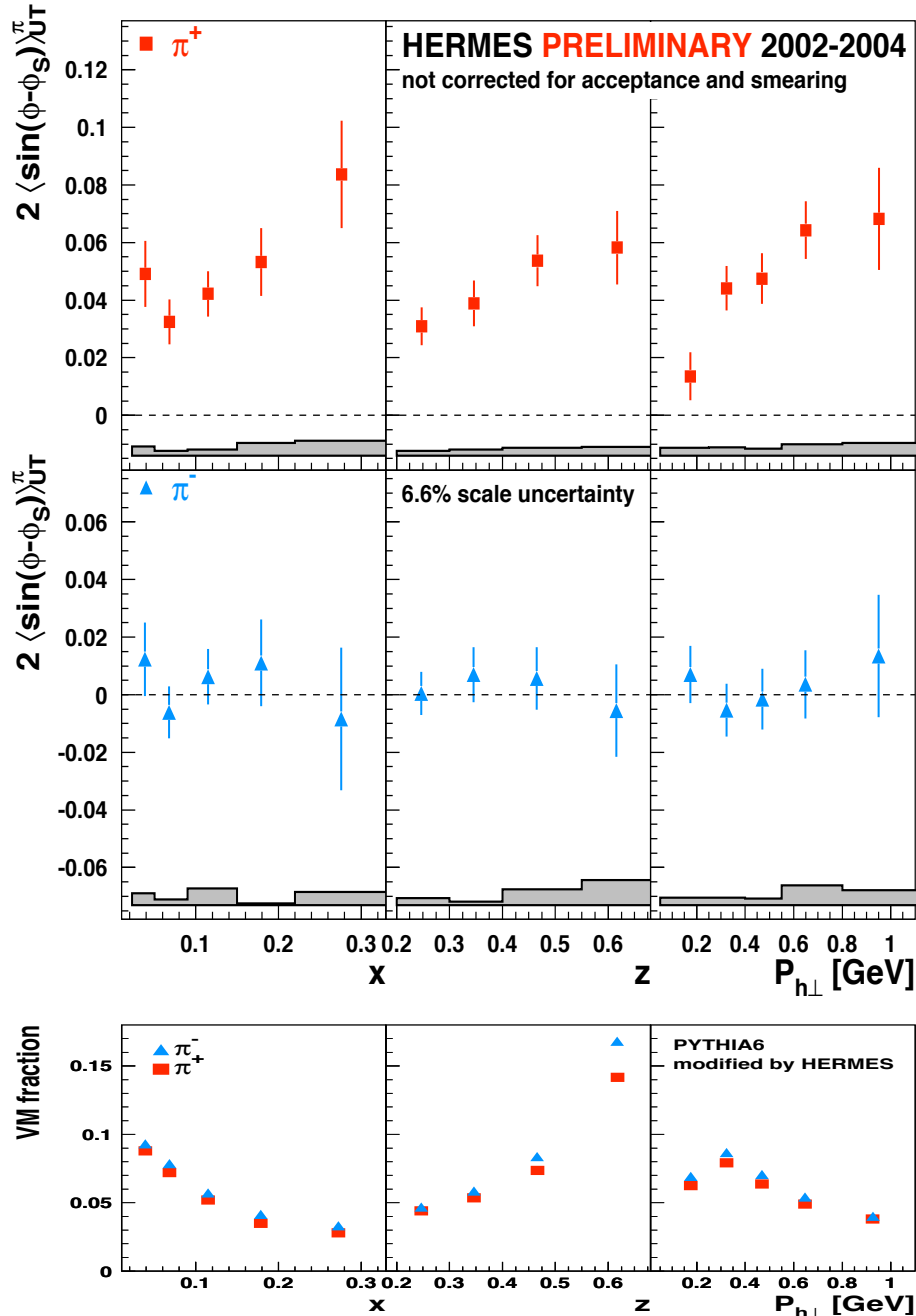 2 ⟨sin(ϕ-ϕS)⟩πUT
π+
HERMES PRELIMINARY 2002-2004
not corrected for acceptance and smearing
0.12
0.1
0.08
0.06
0.04
0.02
0
2 ⟨sin(ϕ-ϕS)⟩πUT
π-
6.6% scale uncertainty
0.06
0.04
0.02
0
-0.02
-0.04
-0.06
0.1 0.2 0.3 0.2 0.3 0.4 0.5 0.6 0.2 0.4 0.6 0.8 1
x z Ph⊥ [GeV]
VM fraction
π-
π+
PYTHIA6
modified by HERMES
0.15
0.1
0.05
0
0.1 0.2 0.3 0.2 0.3 0.4 0.5 0.6 0.2 0.4 0.6 0.8 1
x z Ph⊥ [GeV]